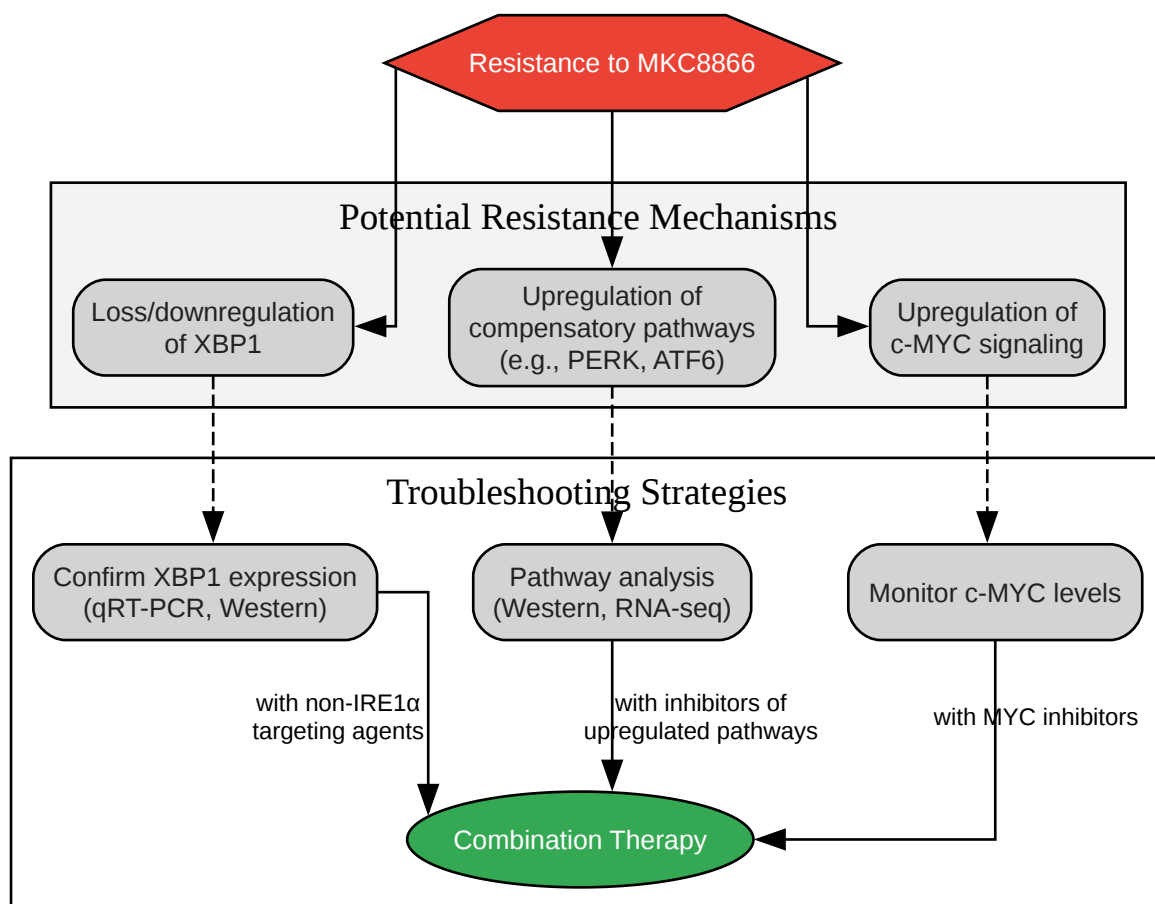 Resistance to MKC8866
Potential Resistance Mechanisms
Loss/downregulation
of XBP1
Upregulation of
compensatory pathways
(e.g., PERK, ATF6)
Upregulation of
c-MYC signaling
Troubleshooting Strategies
Confirm XBP1 expression
(qRT-PCR, Western)
Pathway analysis
(Western, RNA-seq)
Monitor c-MYC levels
with non-IRE1α
targeting agents
with inhibitors of
upregulated pathways
with MYC inhibitors
Combination Therapy